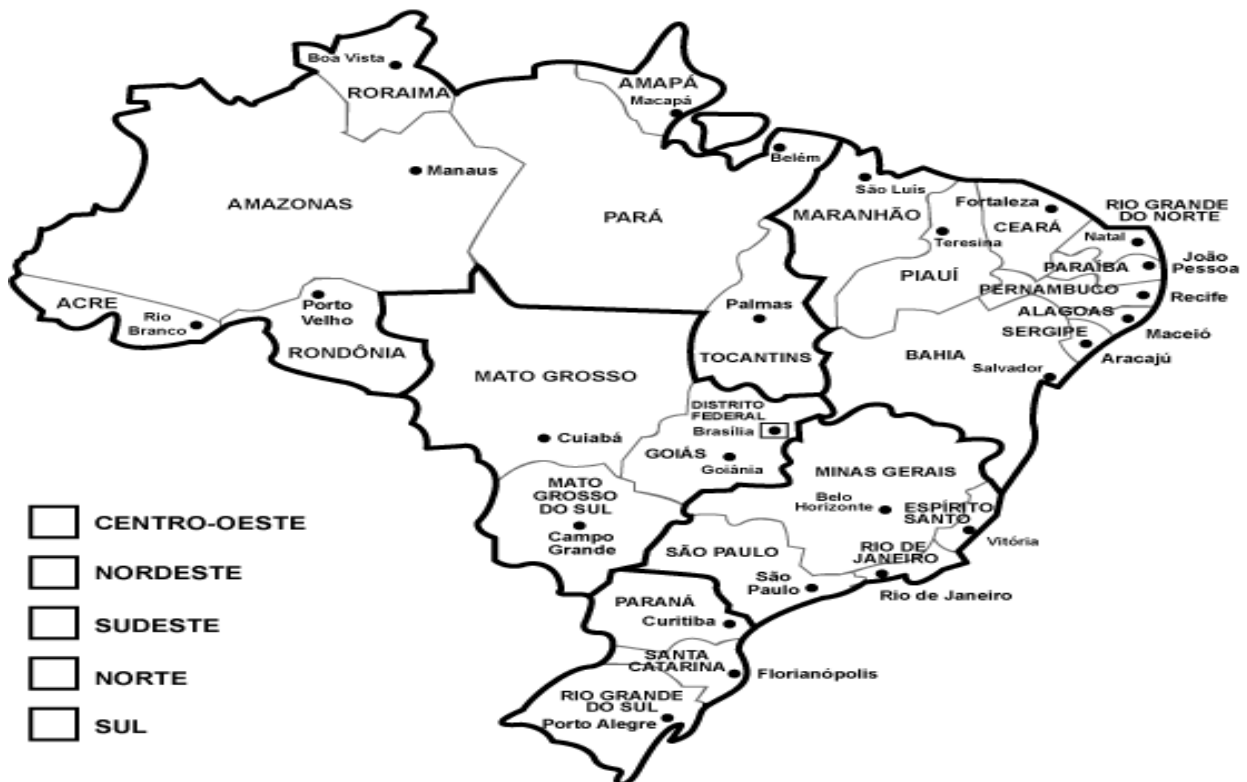 Boa Vista
RORAIMA
AMAPÁ
Macapá
Manaus
AMAZONAS
Belém
PARÁ
São Luis
MARANHÃO
Fortaleza
CEARÁ
RIO GRANDE
DO NORTE
Natal
Teresina
PIAUÍ
PARAÍBA
João
Pessoa
PERNAMBUCO
Recife
ALAGOAS
Maceió
SERGIPE
Aracajú
ACRE
Rio
Branco
Porto
Velho
RONDÔNIA
Palmas
TOCANTINS
BAHIA
Salvador
MATO GROSSO
Cuiabá
DISTRITO
FEDERAL
Brasília
GOIÁS
Goiânia
MATO
GROSSO
DO SUL
Campo
Grande
MINAS GERAIS
Belo
Horizonte
ESPÍRITO
SANTO
Vitória
SÃO PAULO
São
Paulo
RIO DE
JANEIRO
Rio de Janeiro
PARANÁ
Curitiba
SANTA
CATARINA
Florianópolis
RIO GRANDE
DO SUL
Porto Alegre
CENTRO-OESTE
NORDESTE
SUDESTE
NORTE
SUL